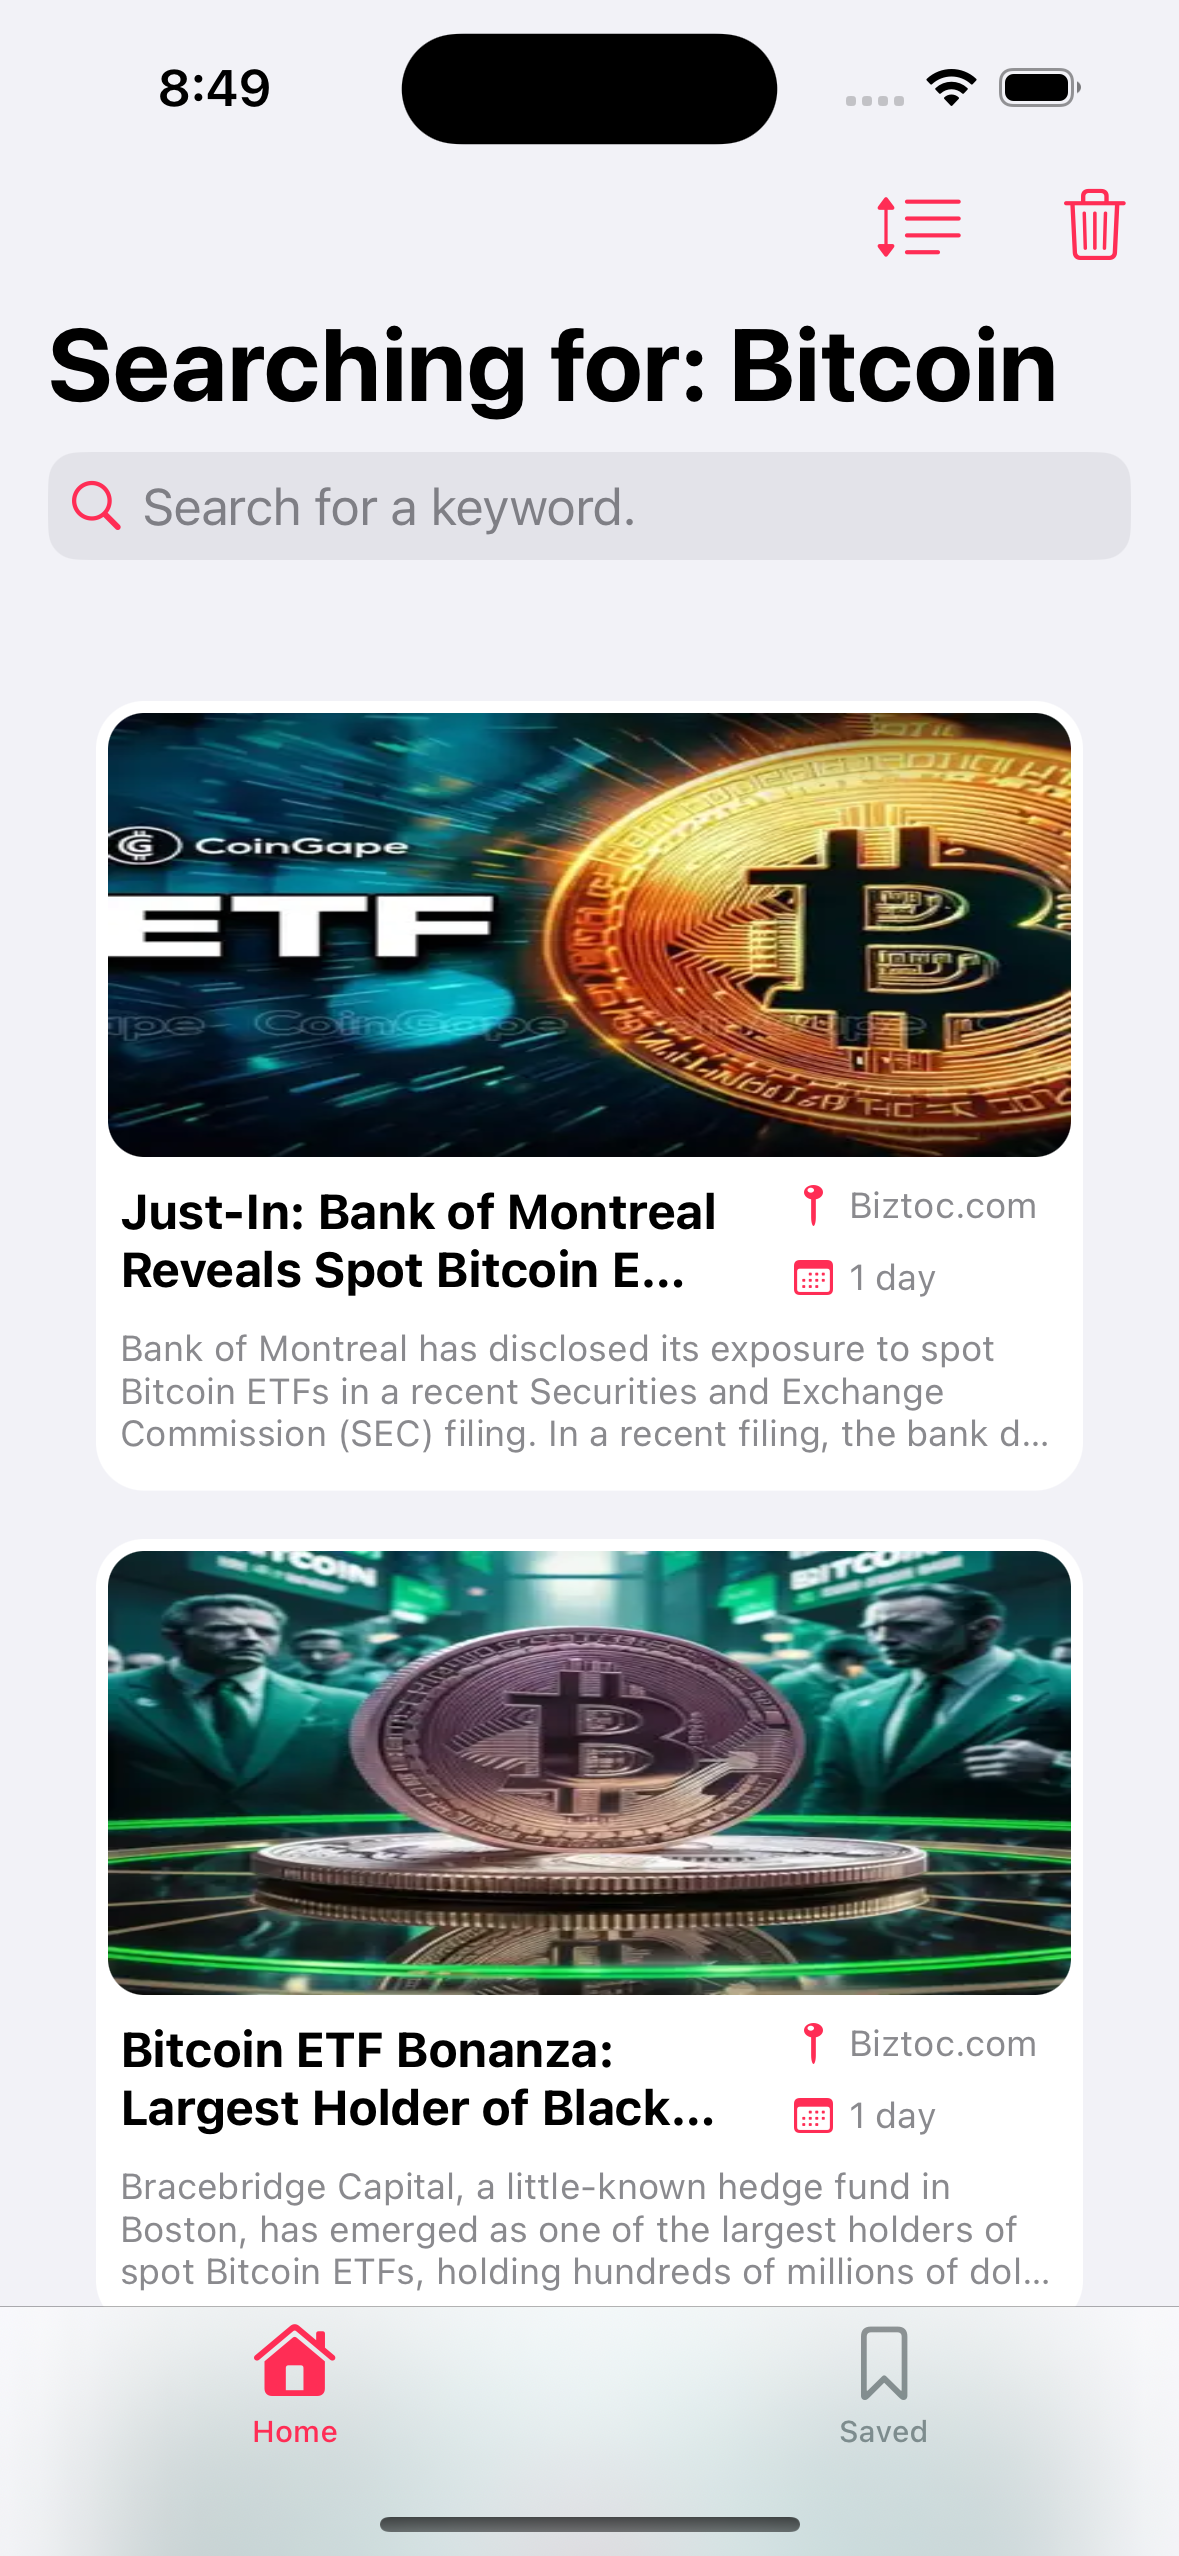 8:49
Searching for: Bitcoin
Search for a keyword.
CoinGape
ETF
CoinGape
Just-In: Bank of Montreal
Reveals Spot Bitcoin E...
Biztoc.com
1 day
Bank of Montreal has disclosed its exposure to spot
Bitcoin ETFs in a recent Securities and Exchange
Commission (SEC) filing. In a recent filing, the bank d...
BITCOIN
Bitcoin ETF Bonanza:
Largest Holder of Black...
Biztoc.com
1 day
Bracebridge Capital, a little-known hedge fund in
Boston, has emerged as one of the largest holders of
spot Bitcoin ETFs, holding hundreds of millions of dol...
Home
Saved